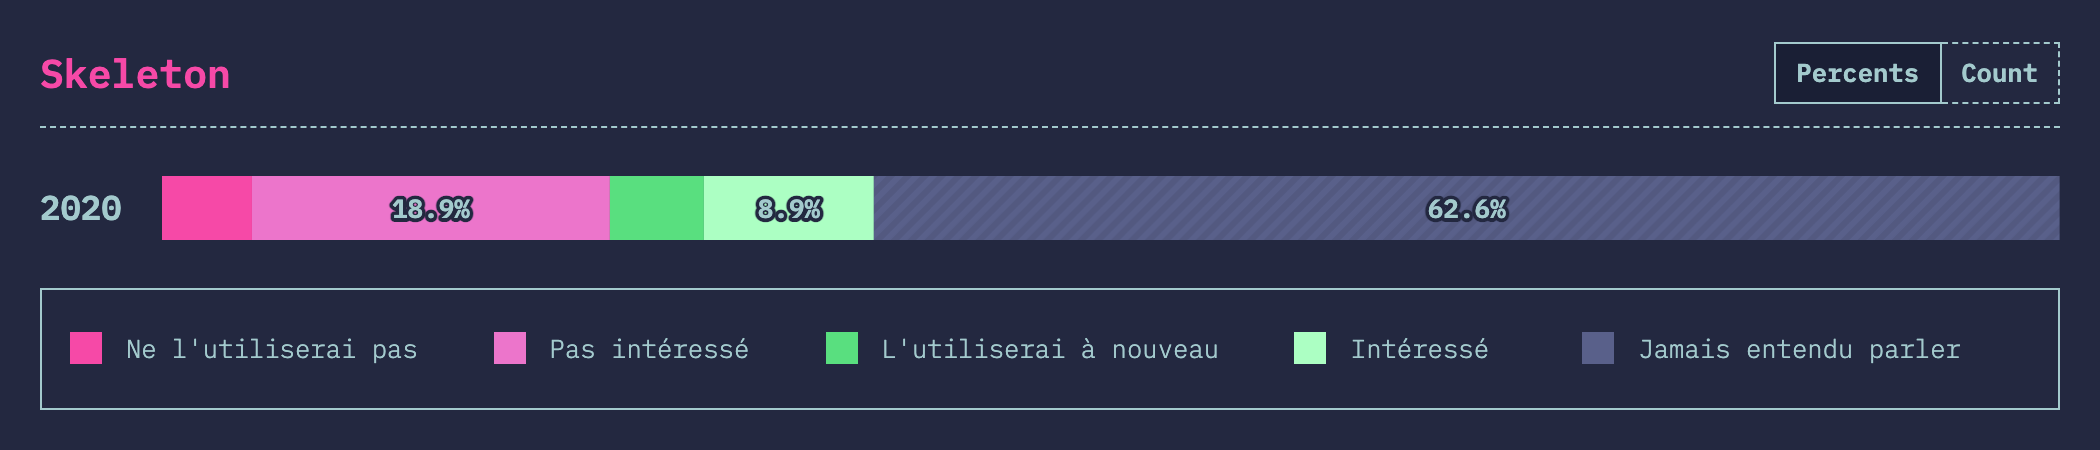 Skeleton
Percents Count
2020 18.9% 8.9% 62.6%
Ne l'utiliserai pas Pas intéressé L'utiliserai à nouveau Intéressé Jamais entendu parler